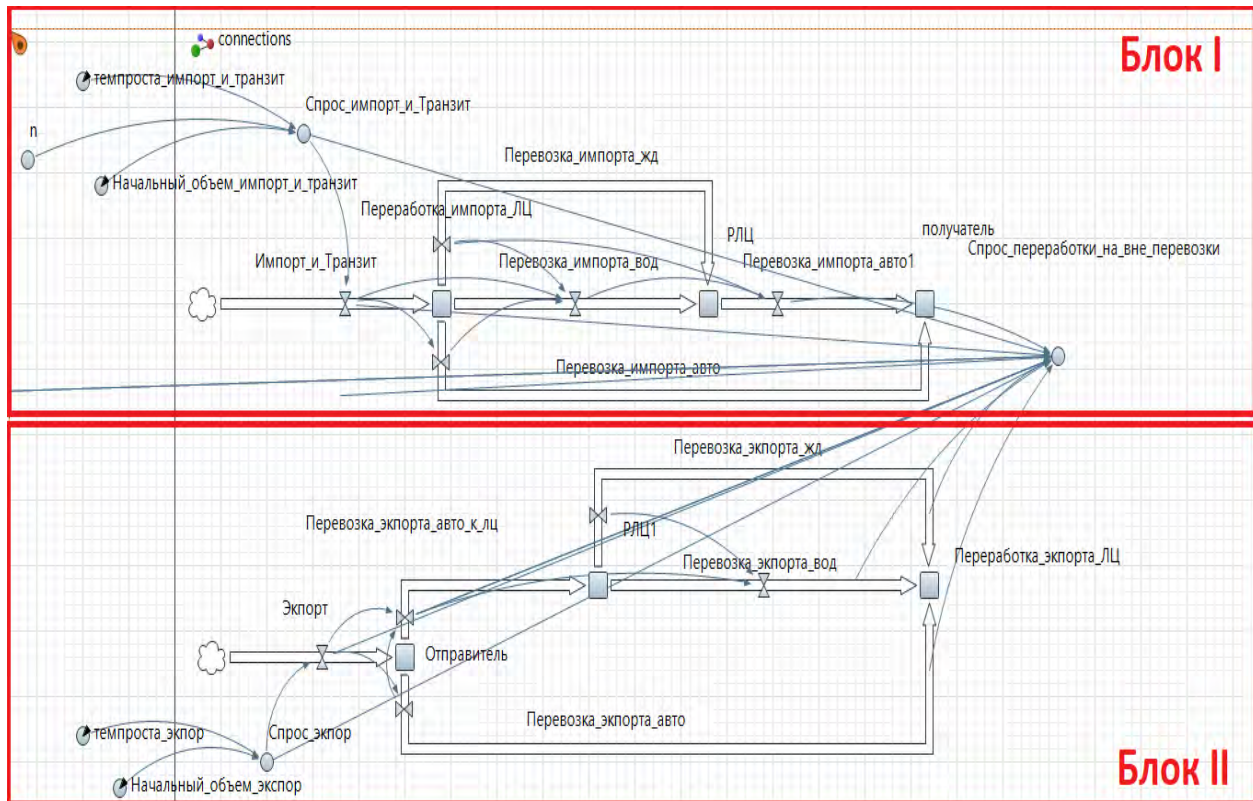 Блок I
connections
темпроста_импорт_и_транзит
Спрос_импорт_и_Транзит
n
Начальный_объем_импорт_и_транзит
Перевозка_импорта_жд
Переработка_импорта_ЛЦ
РЛЦ
получатель
Спрос_переработки_на_вне_перевозки
Импорт_и_Транзит
Перевозка_импорта_вод
Перевозка_импорта_авто1
Перевозка_импорта_авто
Перевозка_экпорта_жд
Перевозка_экпорта_авто_к_лц
РЛЦ1
Перевозка_экпорта_вод
Переработка_экпорта_ЛЦ
Экпорт
Отправитель
Перевозка_экпорта_авто
темпроста_экпор
Спрос_экпор
Начальный_объем_экспор
Блок II